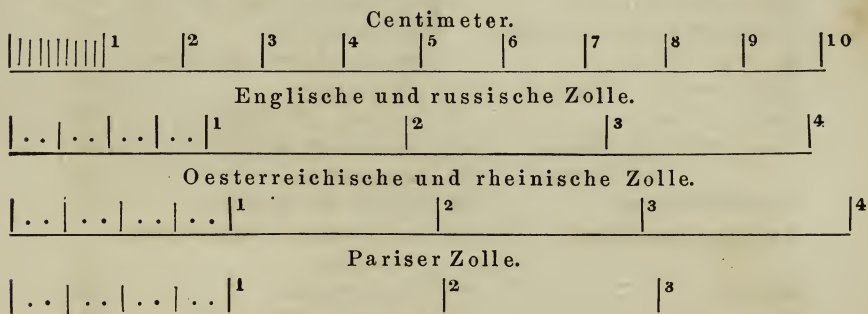 Centimeter.
1 2 3 4 5 6 7 8 9 10
Englische und russische Zolle.
1 2 3 4
Oesterreichische und rheinische Zolle.
1 2 3 4
Pariser Zolle.
1 2 3